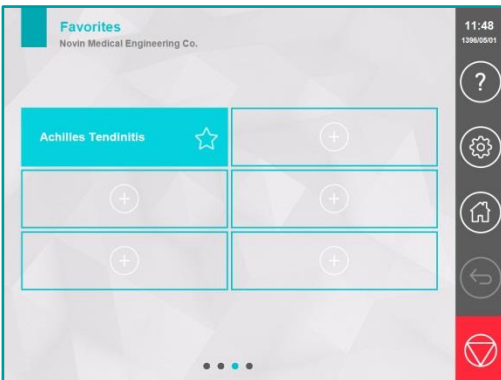 Favorites
Novin Medical Engineering Co.
11:48
1396/05/01
?
Achilles Tendinitis